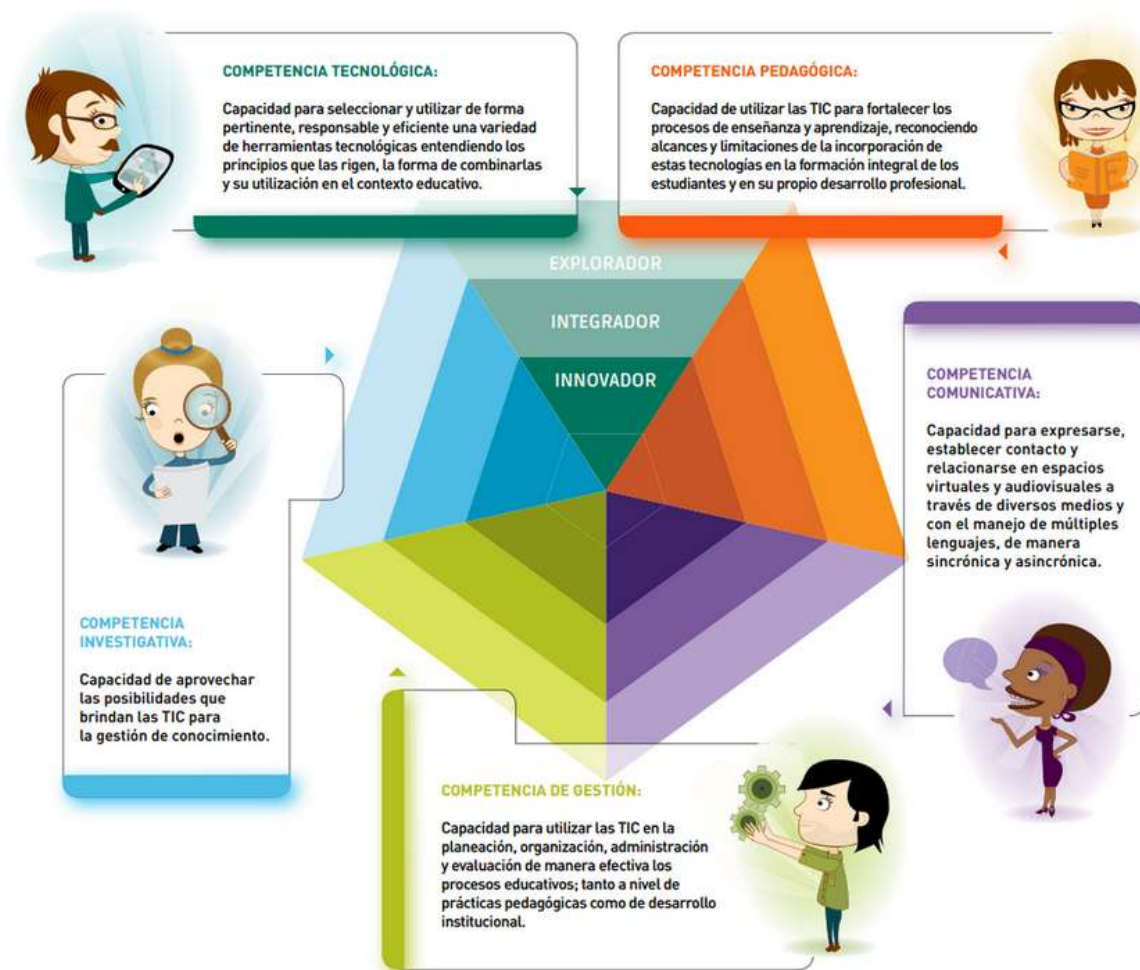 COMPETENCIA TECNOLÓGICA:
Capacidad para seleccionar y utilizar de forma
pertinente, responsable y eficiente una variedad
de herramientas tecnológicas entendiendo los
principios que las rigen, la forma de combinarlas
y su utilización en el contexto educativo.
COMPETENCIA PEDAGÓGICA:
Capacidad de utilizar las TIC para fortalecer los
procesos de enseñanza y aprendizaje, reconociendo
alcances y limitaciones de la incorporación de
estas tecnologías en la formación integral de los
estudiantes y en su propio desarrollo profesional.
TIC
EXPLORADOR
INTEGRADOR
INNOVADOR
COMPETENCIA
COMUNICATIVA:
Capacidad para expresarse,
establecer contacto y
relacionarse en espacios
virtuales y audiovisuales a
través de diversos medios y
con el manejo de múltiples
lenguajes, de manera
sincrónica y asincrónica.
COMPETENCIA
INVESTIGATIVA:
Capacidad de aprovechar
las posibilidades que
brindan las TIC para
la gestión de conocimiento.
COMPETENCIA DE GESTIÓN:
Capacidad para utilizar las TIC en la
planeación, organización, administración
y evaluación de manera efectiva los
procesos educativos; tanto a nivel de
prácticas pedagógicas como de desarrollo
institucional.